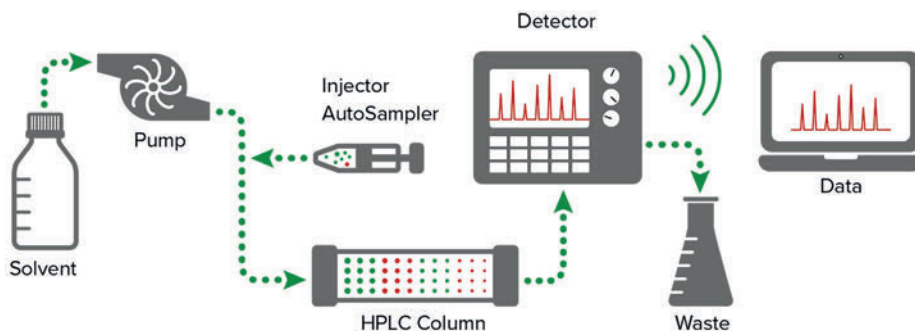 Detector
Injector
AutoSampler
Pump
Data
Solvent
HPLC Column
Waste